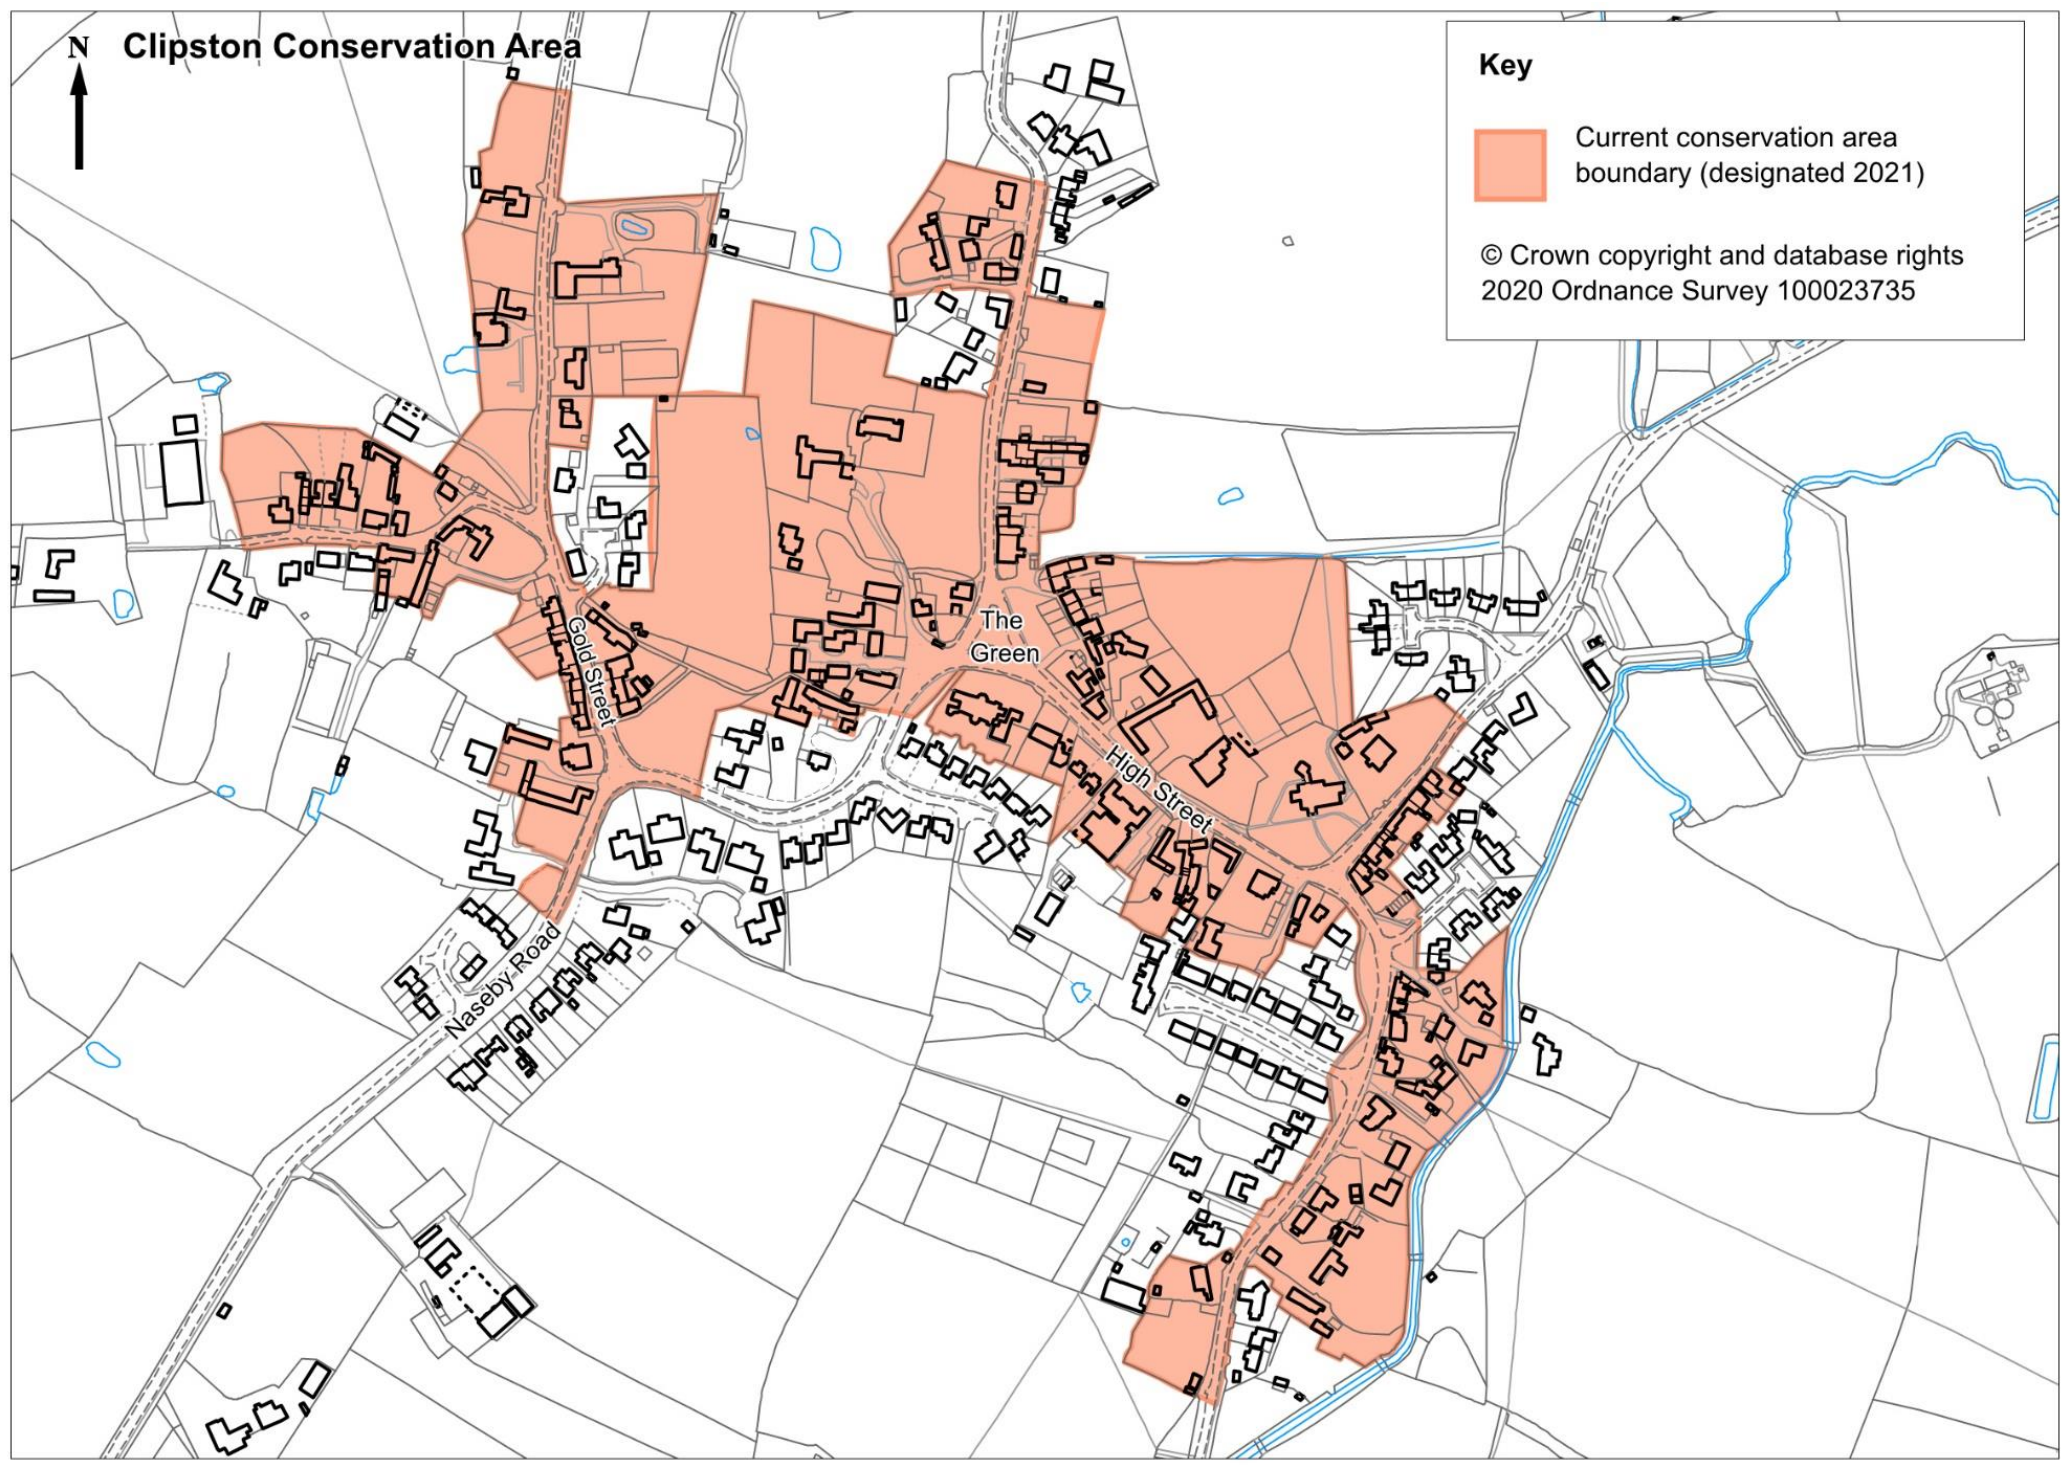 N
Clipston Conservation Area
Key
Current conservation area
boundary (designated 2021)
© Crown copyright and database rights
2020 Ordnance Survey 100023735
The
Green
Gold Street
High Street
Naseby Road